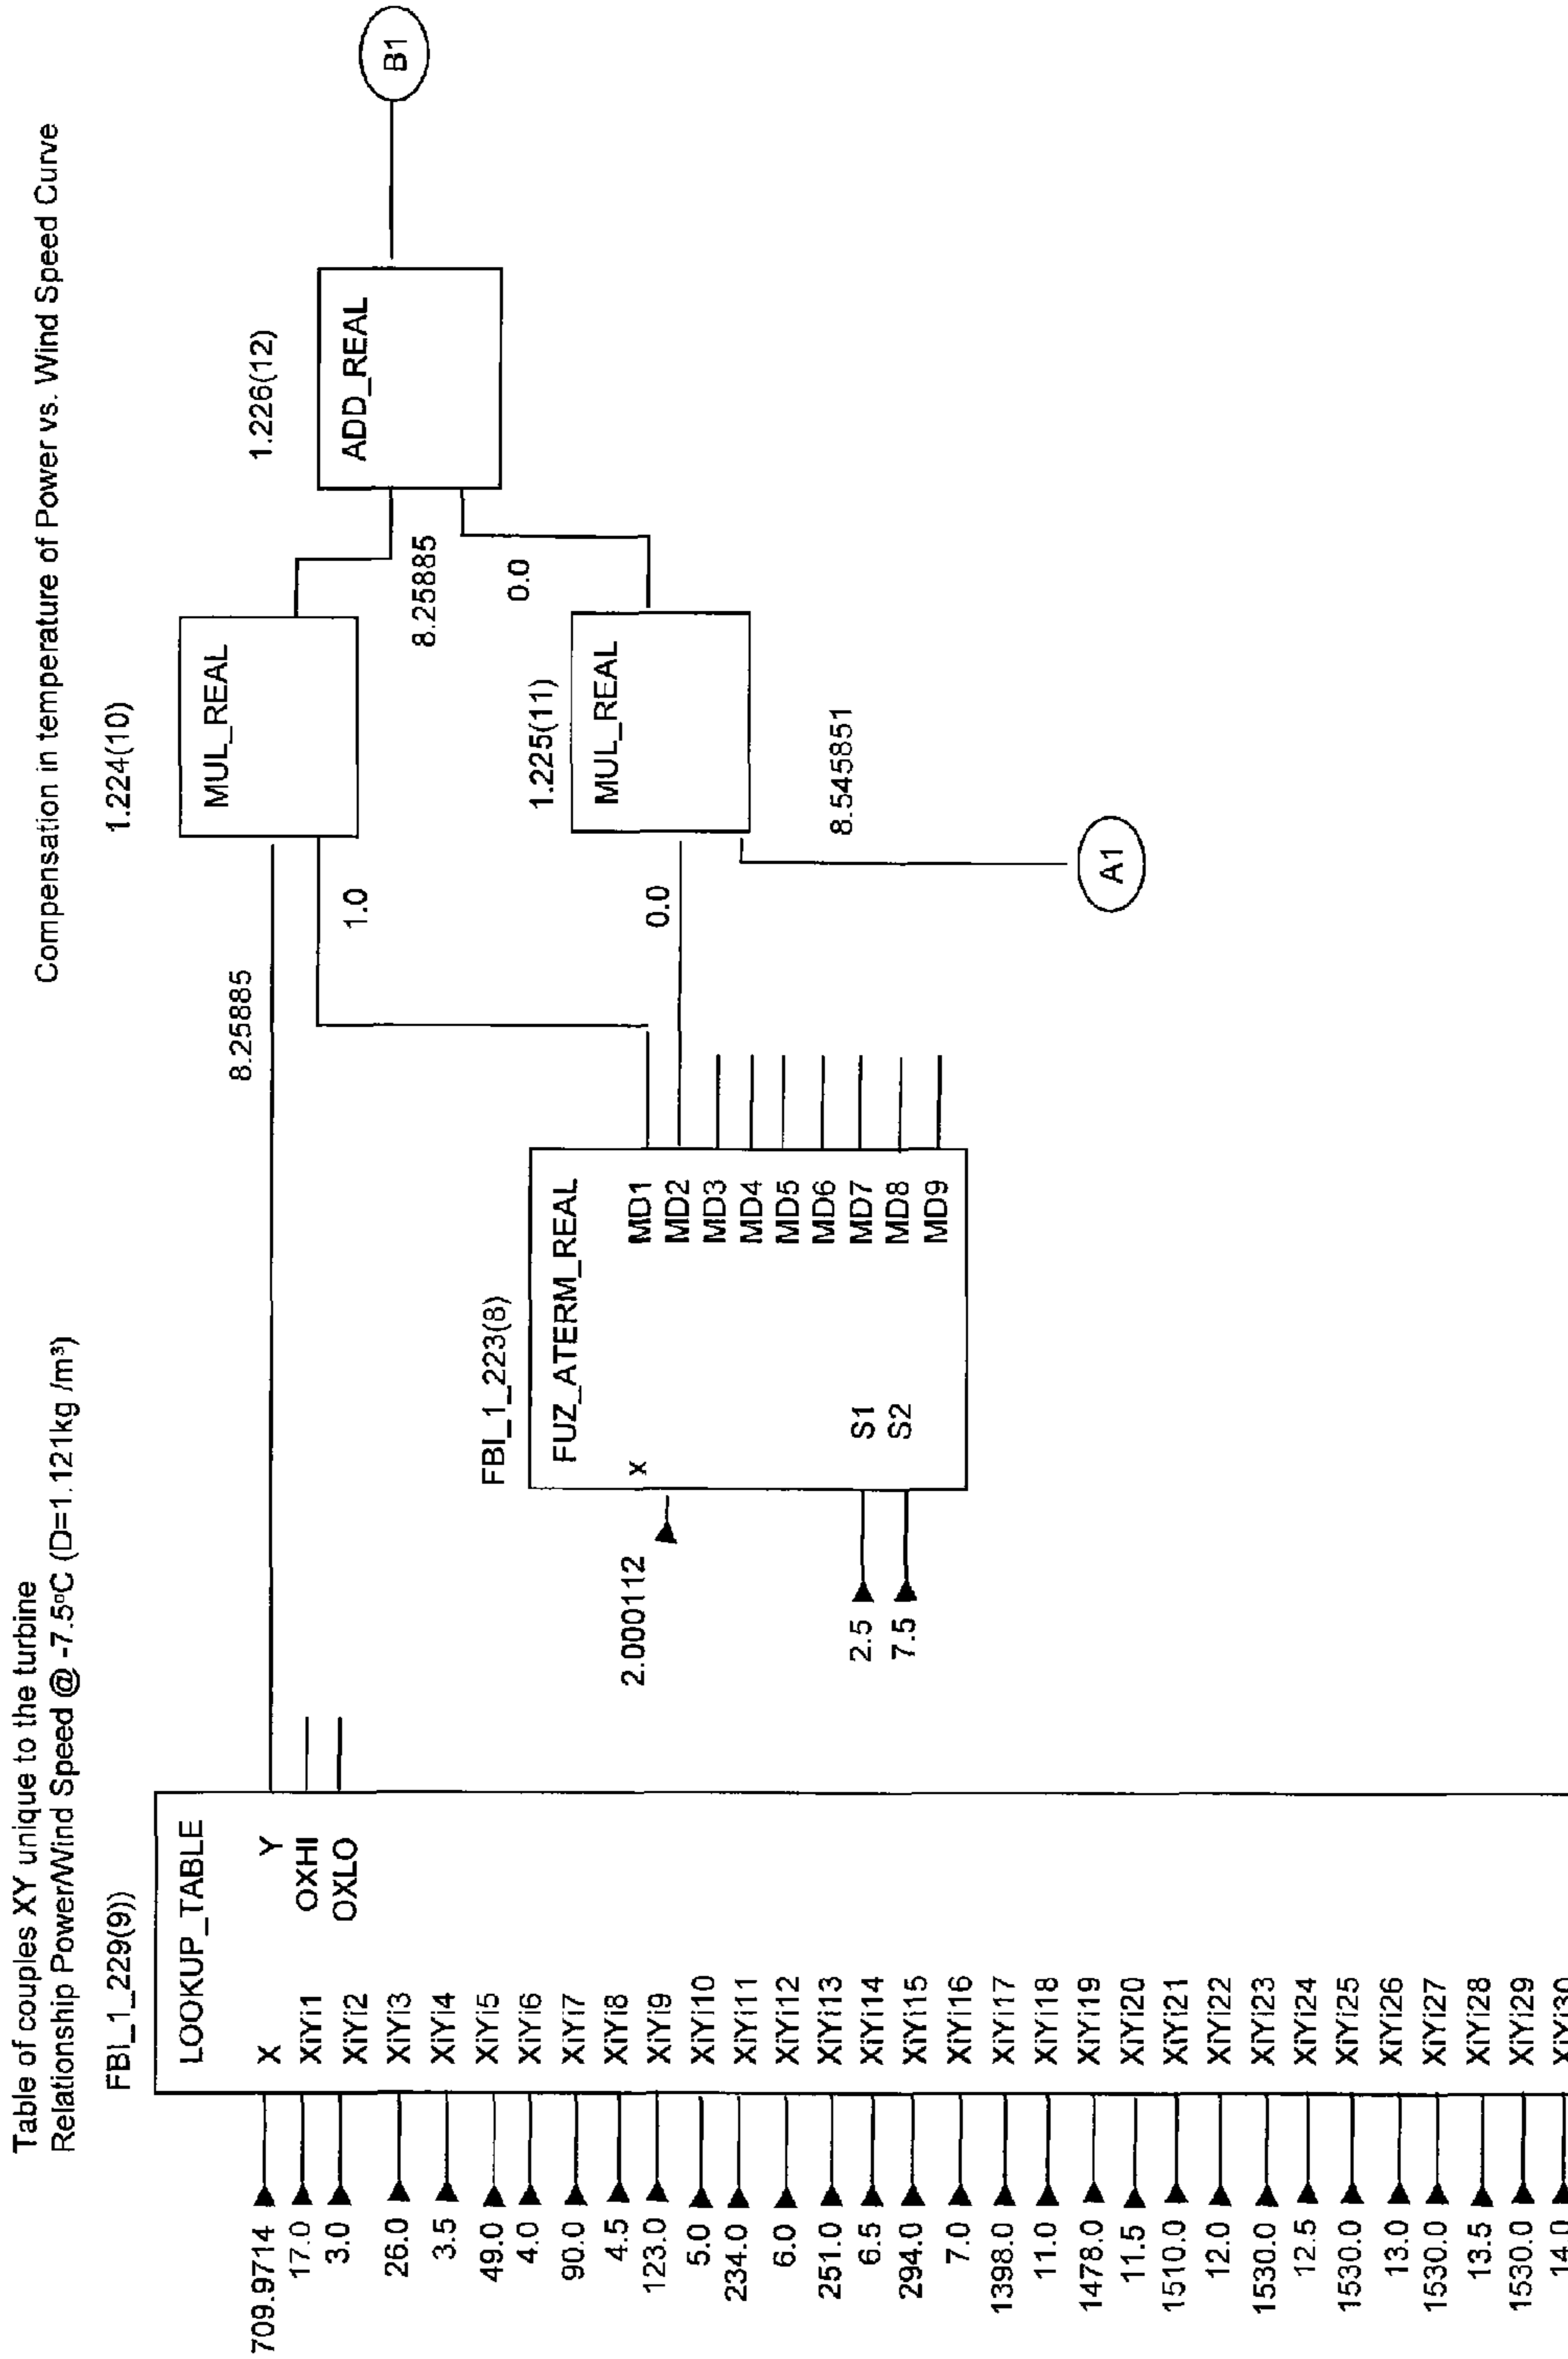 Table of couples XY unique to the turbine
Relationship Power/Wind Speed @ -7.5ºC (D=1.121kg /m³)
Compensation in temperature of Power vs. Wind Speed Curve
FBI_1_229(9))
LOOKUP_TABLE
709.9714 X Y
17.0 XiYi1 OXHI
3.0 XiYi2 OXLO
26.0 XiYi3
3.5 XiYi4
49.0 XiYi5
4.0 XiYi6
90.0 XiYi7
4.5 XiYi8
123.0 XiYi9
5.0 XiYi10
234.0 XiYi11
6.0 XiYi12
251.0 XiYi13
6.5 XiYi14
294.0 XiYi15
7.0 XiYi16
1398.0 XiYi17
11.0 XiYi18
1478.0 XiYi19
11.5 XiYi20
1510.0 XiYi21
12.0 XiYi22
1530.0 XiYi23
12.5 XiYi24
1530.0 XiYi25
13.0 XiYi26
1530.0 XiYi27
13.5 XiYi28
1530.0 XiYi29
14.0 XiYi30
FBI_1_223(8)
FUZ_ATERM_REAL
2.000112 x
MD1
MD2
MD3
MD4
MD5
MD6
2.5 S1 MD7
7.5 S2 MD8
MD9
8.25885
1.0
1.224(10)
MUL_REAL
0.0
1.225(11)
MUL_REAL
8.545851
A1
8.25885
0.0
1.226(12)
ADD_REAL
B1